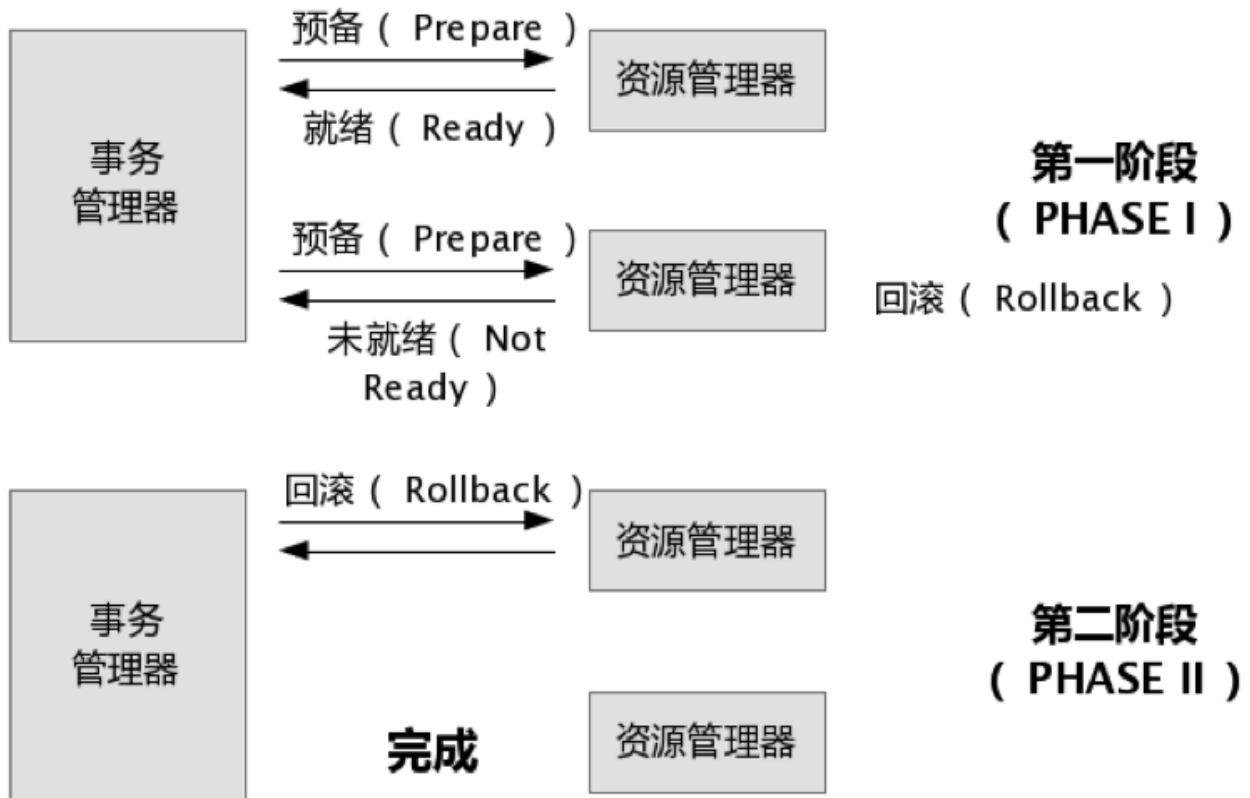 预备（ Prepare ）
资源管理器
就绪（ Ready ）
事务
管理器
第一阶段
（ PHASE I ）
预备（ Prepare ）
资源管理器
回滚（ Rollback ）
未就绪（ Not
Ready ）
回滚（ Rollback ）
资源管理器
事务
管理器
第二阶段
（ PHASE II ）
完成
资源管理器